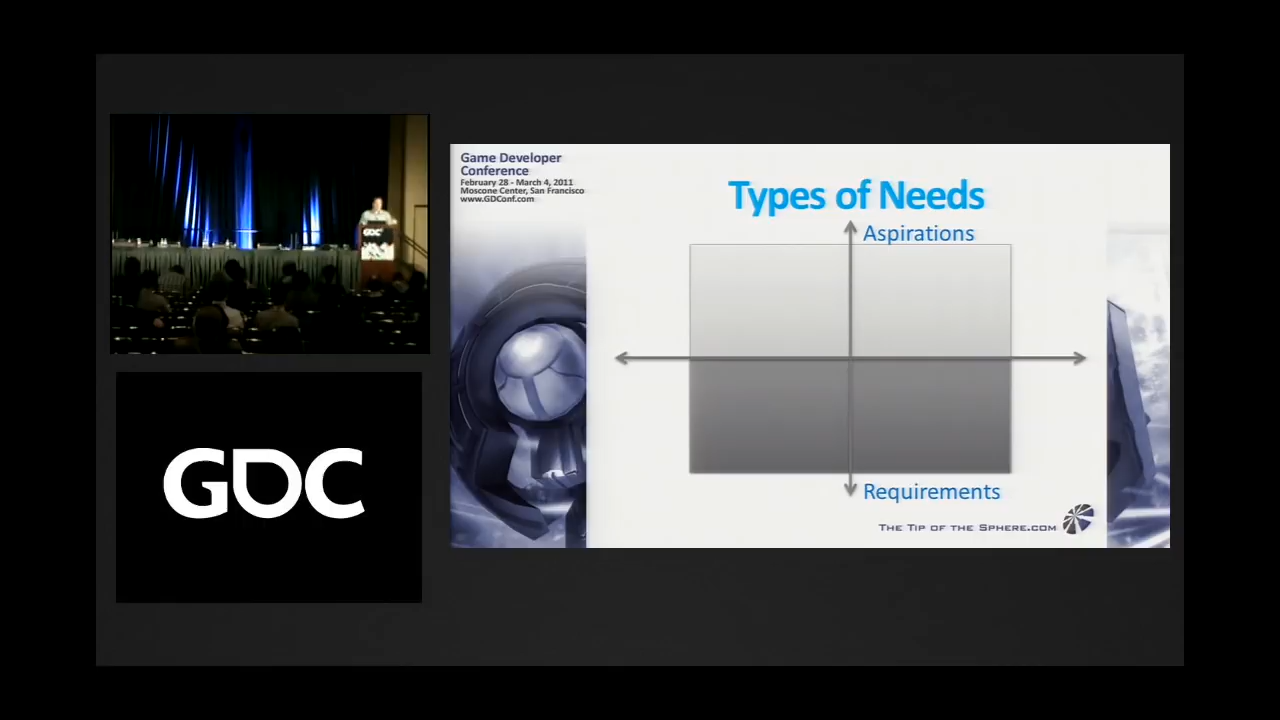 GDC
GDC
Game Developer
Conference
February 28 - March 4, 2011
Moscone Center, San Francisco
www.GDConf.com
Types of Needs
Aspirations
Requirements
The Tip of the Sphere.com